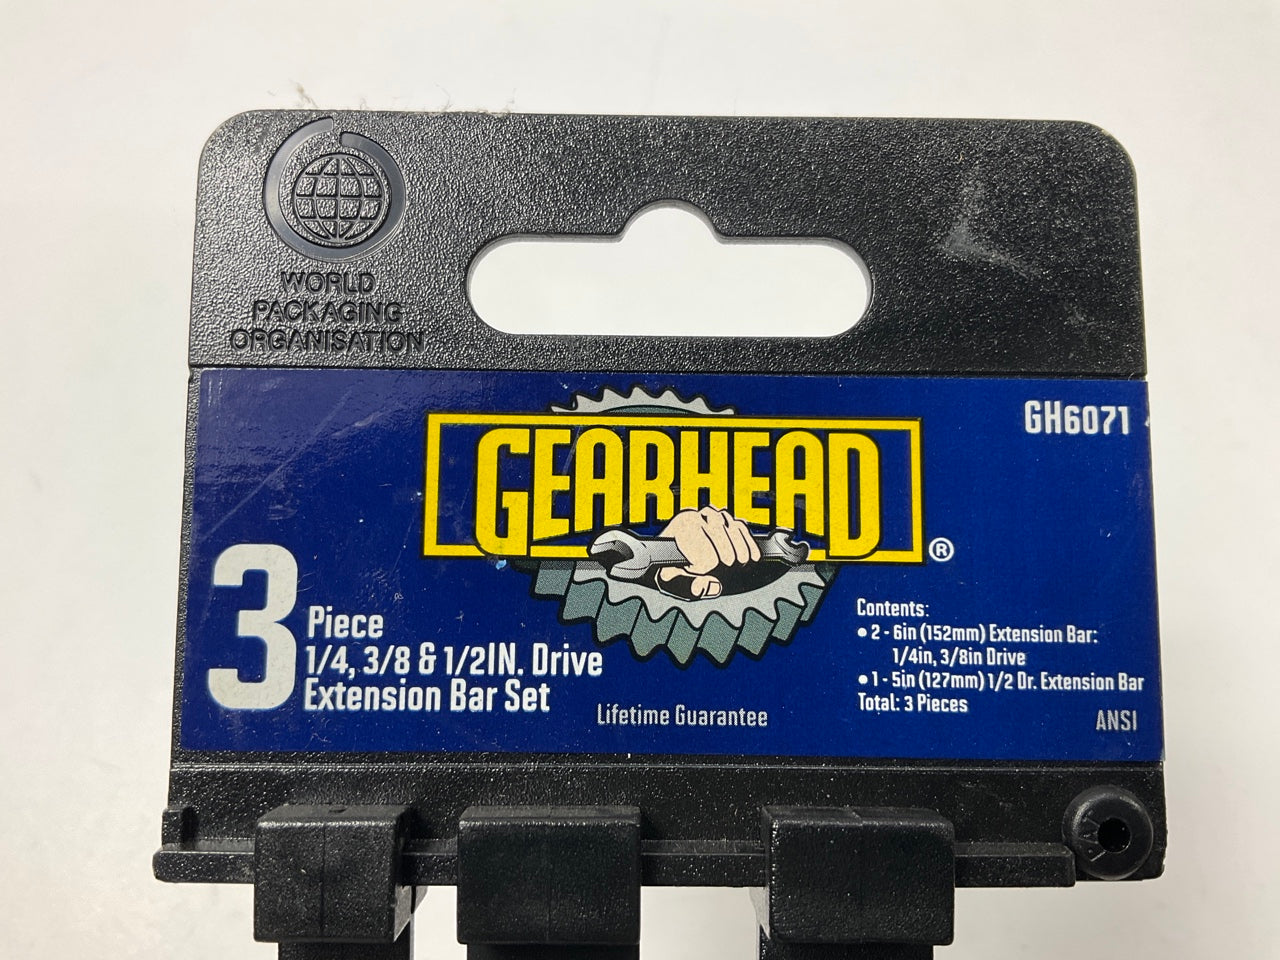 WORLD
PACKAGING
ORGANISATION
GH6071
GEARHEAD
®
3
Piece
1/4, 3/8 & 1/2IN. Drive
Extension Bar Set
Lifetime Guarantee
Contents:
• 2 - 6in (152mm) Extension Bar:
1/4in, 3/8in Drive
• 1 - 5in (127mm) 1/2 Dr. Extension Bar
Total: 3 Pieces
ANSI